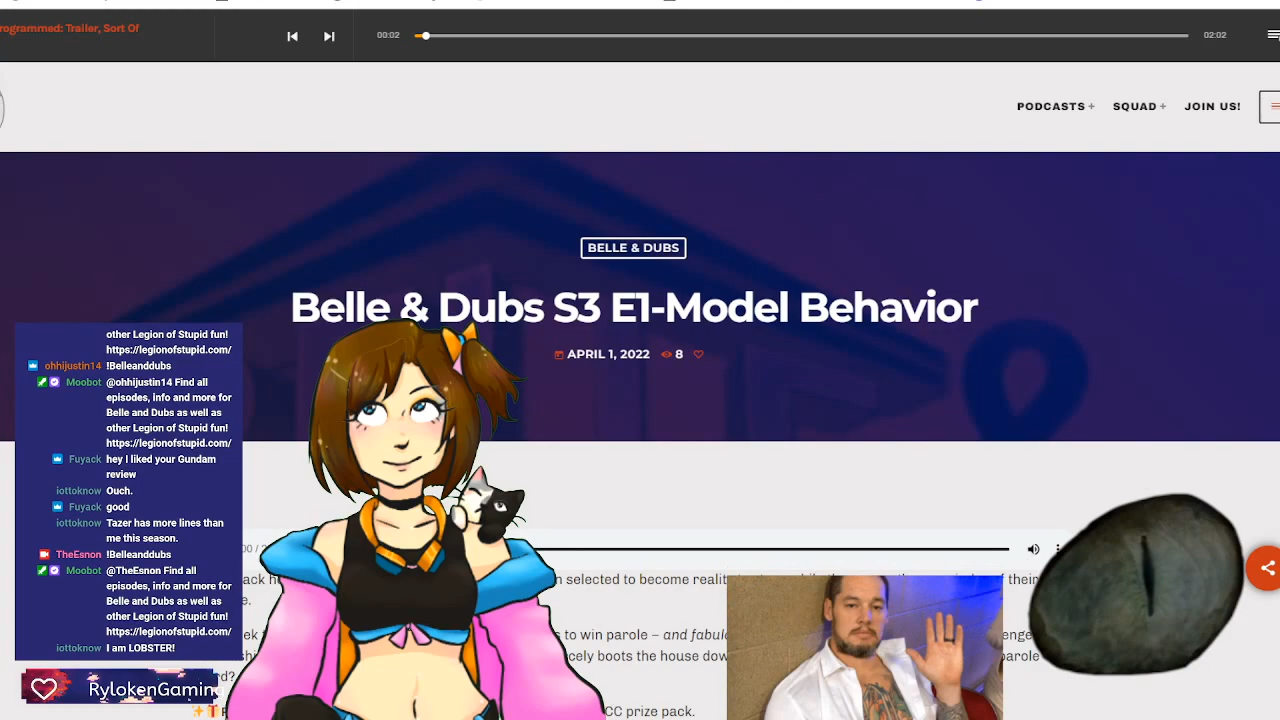 rogrammed: Trailer, Sort Of
00:02
02:02
PODCASTS+
SQUAD+
JOIN US!
BELLE & DUBS
Belle & Dubs S3 E1-Model Behavior
APRIL 1, 2022
8
other Legion of Stupid fun!
https://legionofstupid.com/
ohhijustin14 !Belleanddubs
Moobot @ohhijustin14 Find all
episodes, info and more for
Belle and Dubs as well as
other Legion of Stupid fun!
https://legionofstupid.com/
Fuyack hey I liked your Gundam
review
iottoknow Ouch.
Fuyack good
iottoknow Tazer has more lines than
me this season.
TheEsnon !Belleanddubs
Moobot @TheEsnon Find all
episodes, info and more for
Belle and Dubs as well as
other Legion of Stupid fun!
https://legionofstupid.com/
iottoknow I am LOBSTER!
RylokenGaming
selected to become
of their
to win parole – and
boots the house
parole
CC prize pack.